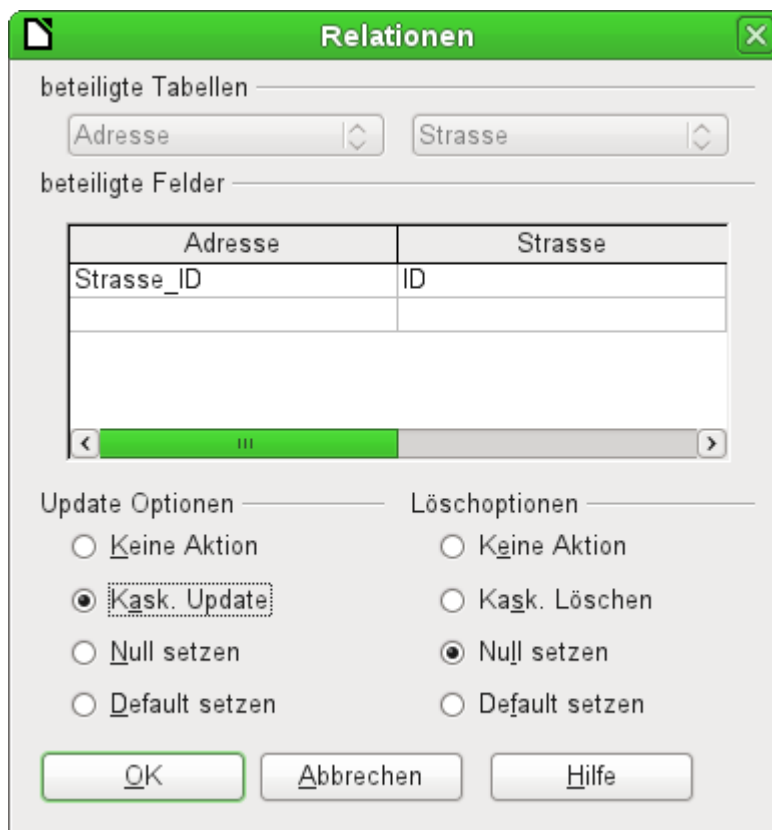 Relationen
beteiligte Tabellen
Adresse Strasse
beteiligte Felder
Adresse Strasse
Strasse_ID ID
Update Optionen Löschoptionen
Keine Aktion Keine Aktion
Kask. Update Kask. Löschen
Null setzen Null setzen
Default setzen Default setzen
OK Abbrechen Hilfe